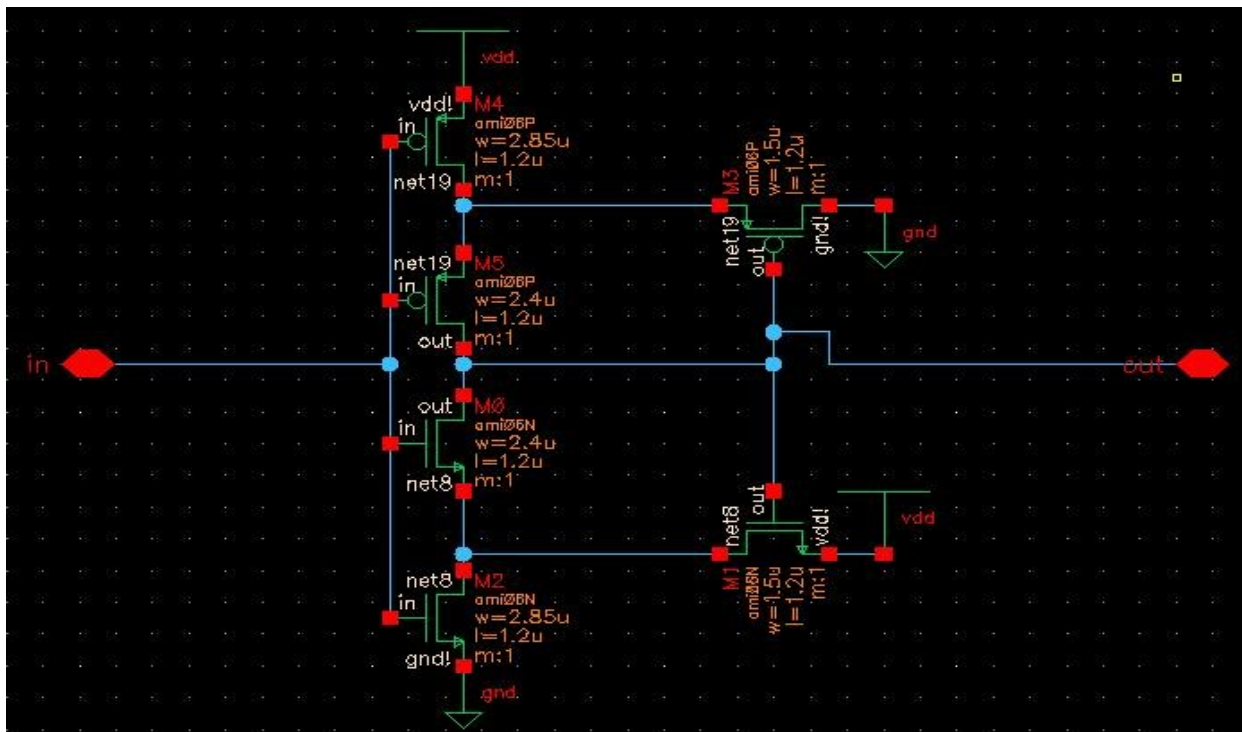 vdd
vdd!
M4
in
ami06P
w=2.85u
l=1.2u
m:1
net19
net19
M5
in
ami06P
w=2.4u
l=1.2u
m:1
out
M3
ami06P
w=1.5u
l=1.2u
m:1
net19
out
gnd!
gnd
in
out
out
M0
in
ami06N
w=2.4u
l=1.2u
m:1
net8
net8
out
vdd!
vdd
M1
ami06N
w=1.5u
l=1.2u
m:1
net8
M2
in
ami06N
w=2.85u
l=1.2u
m:1
gnd!
gnd